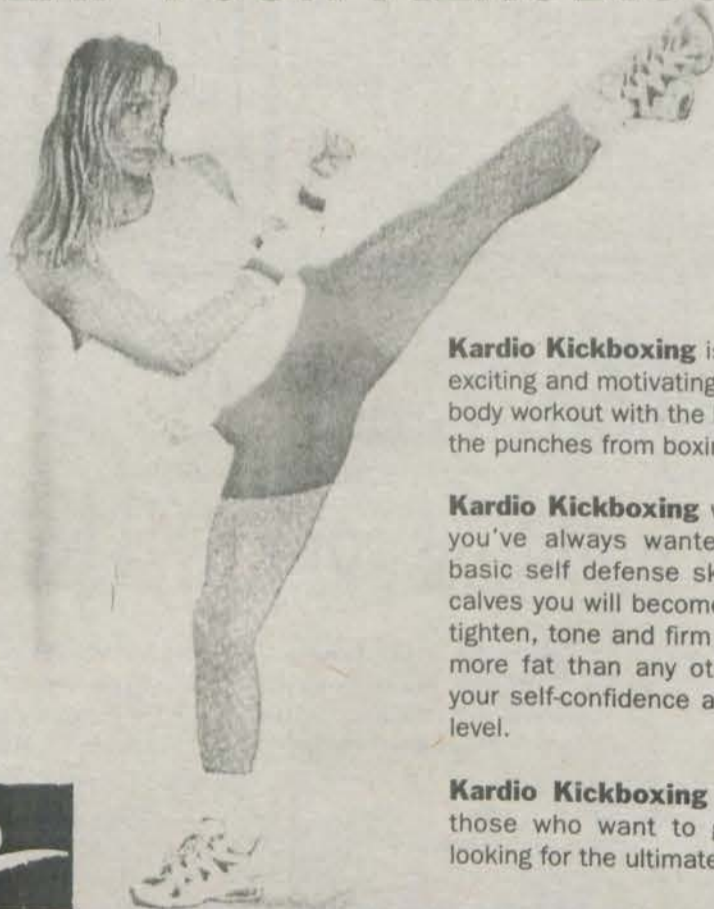 Kardio Kickboxing is
exciting and motivating
body workout with the
the punches from boxin
Kardio Kickboxing w
you've always wante
basic self defense sk
calves you will become
tighten, tone and firm
more fat than any ot
your self-confidence a
level.
Kardio Kickboxing
those who want to g
looking for the ultimate